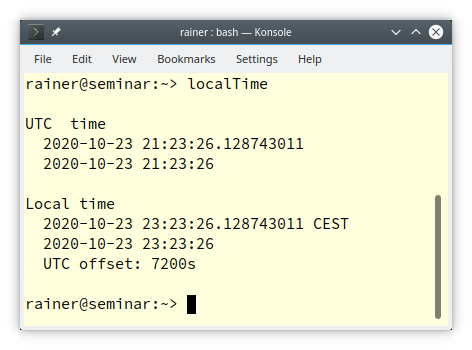 rainer : bash — Konsole
File Edit View Bookmarks Settings Help
rainer@seminar:~> localTime
UTC  time
  2020-10-23 21:23:26.128743011
  2020-10-23 21:23:26
Local time
  2020-10-23 23:23:26.128743011 CEST
  2020-10-23 23:23:26
  UTC offset: 7200s
rainer@seminar:~>